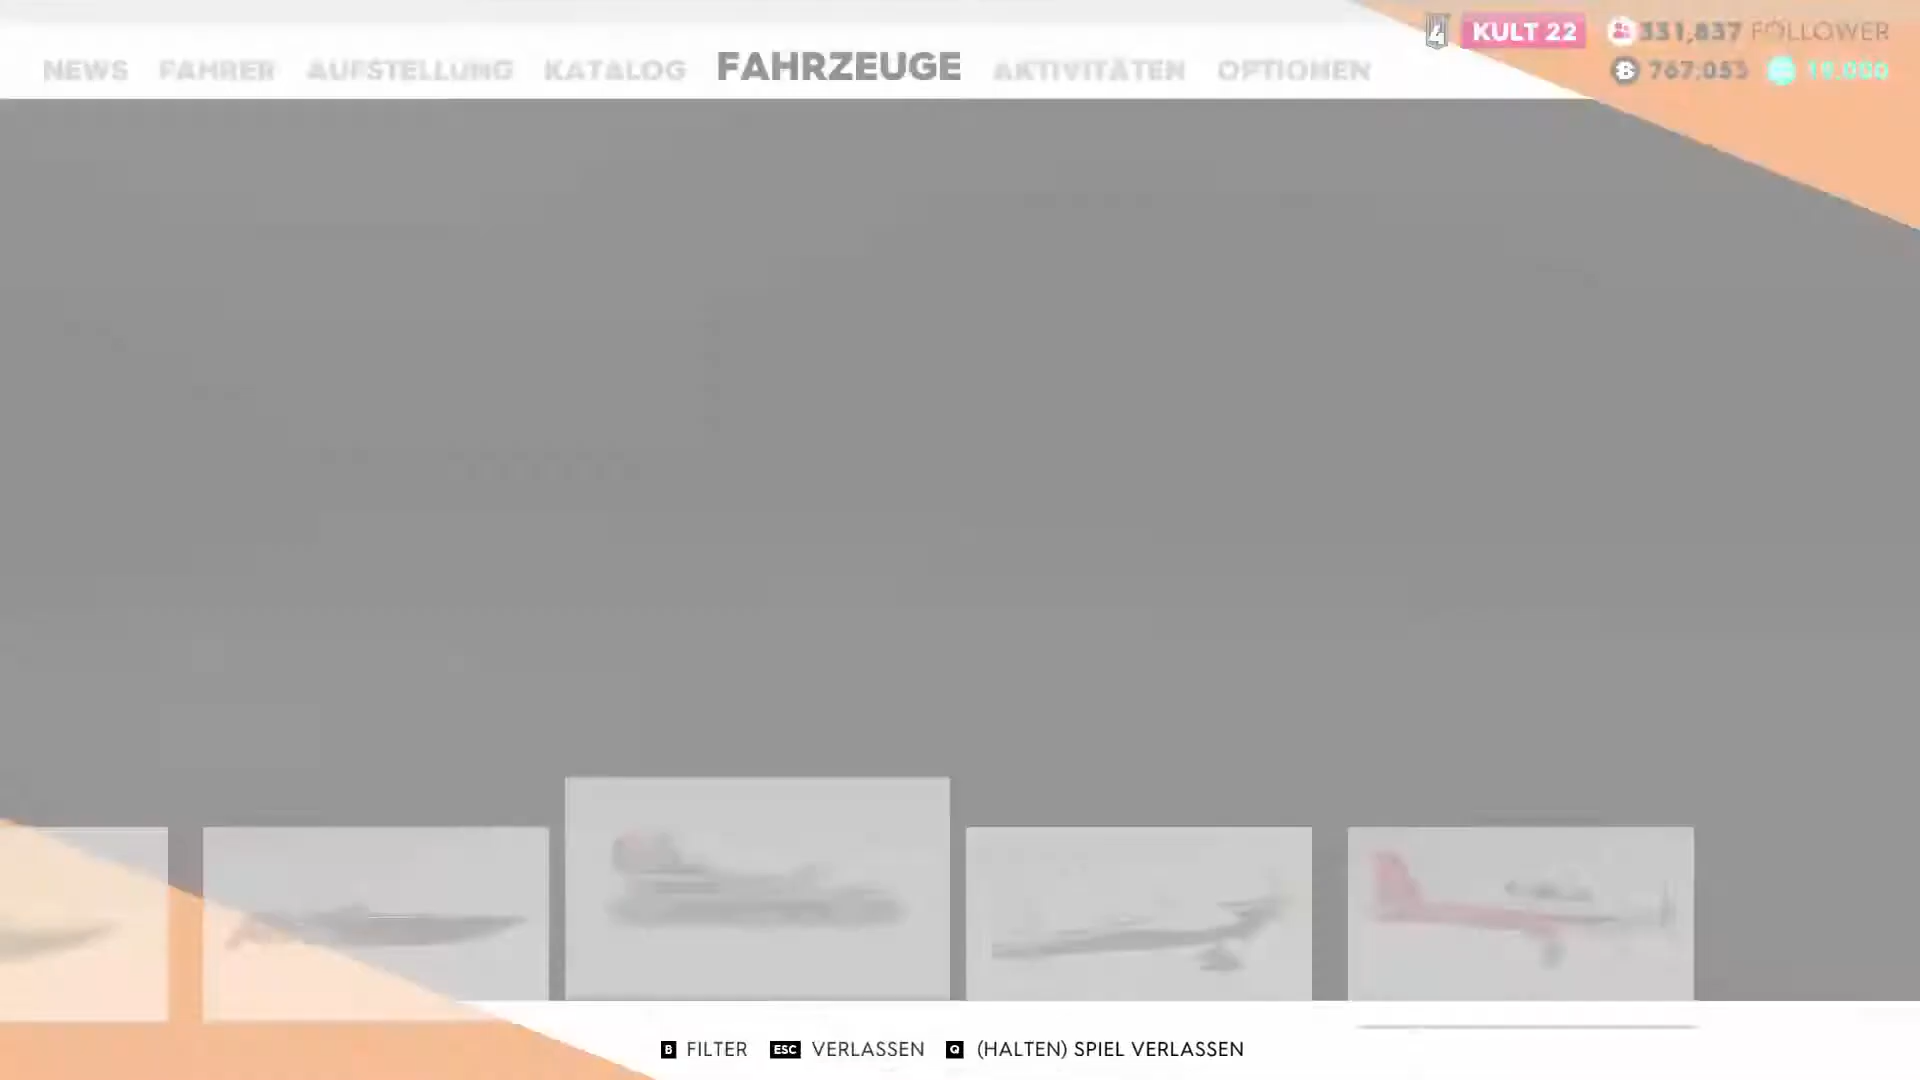 NEWS FAHRER AUFSTELLUNG KATALOG FAHRZEUGE AKTIVITÄTEN OPTIONEN
4 KULT 22 331,837 FOLLOWER
767,053
B FILTER ESC VERLASSEN Q (HALTEN) SPIEL VERLASSEN